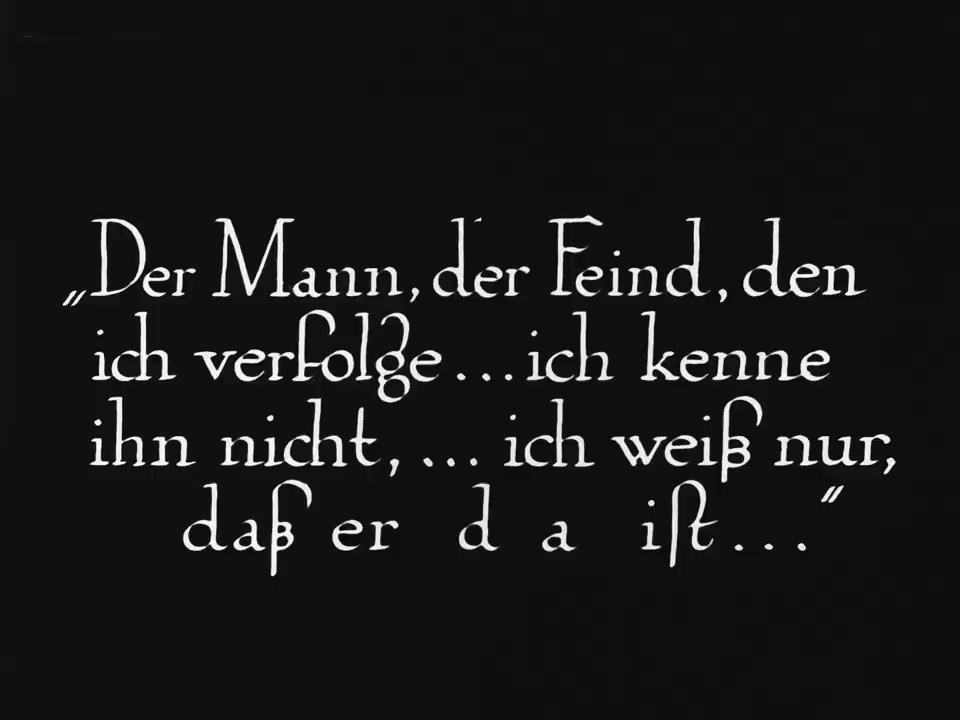 „Der Mann, der Feind, den
ich verfolge...ich kenne
ihn nicht,... ich weiß nur,
daß er d a iſt..."